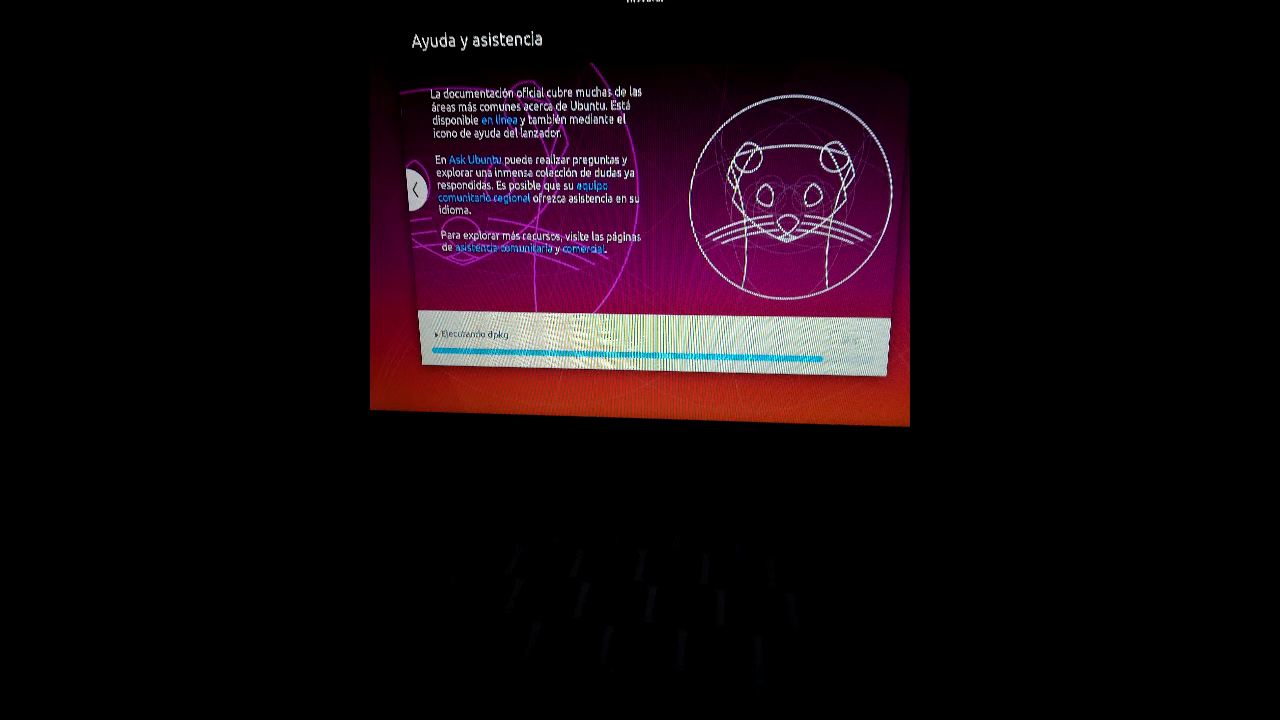 Ayuda y asistencia
La documentación oficial cubre muchas de las
áreas más comunes acerca de Ubuntu. Está
disponible en línea y también mediante el
icono de ayuda del lanzador.
En Ask Ubuntu puede realizar preguntas y
explorar una inmensa colección de dudas ya
respondidas. Es posible que su equipo
comunitario regional ofrezca asistencia en su
idioma.
Para explorar más recursos, visite las páginas
de asistencia comunitaria y comercial.
Ejecutando dpkg